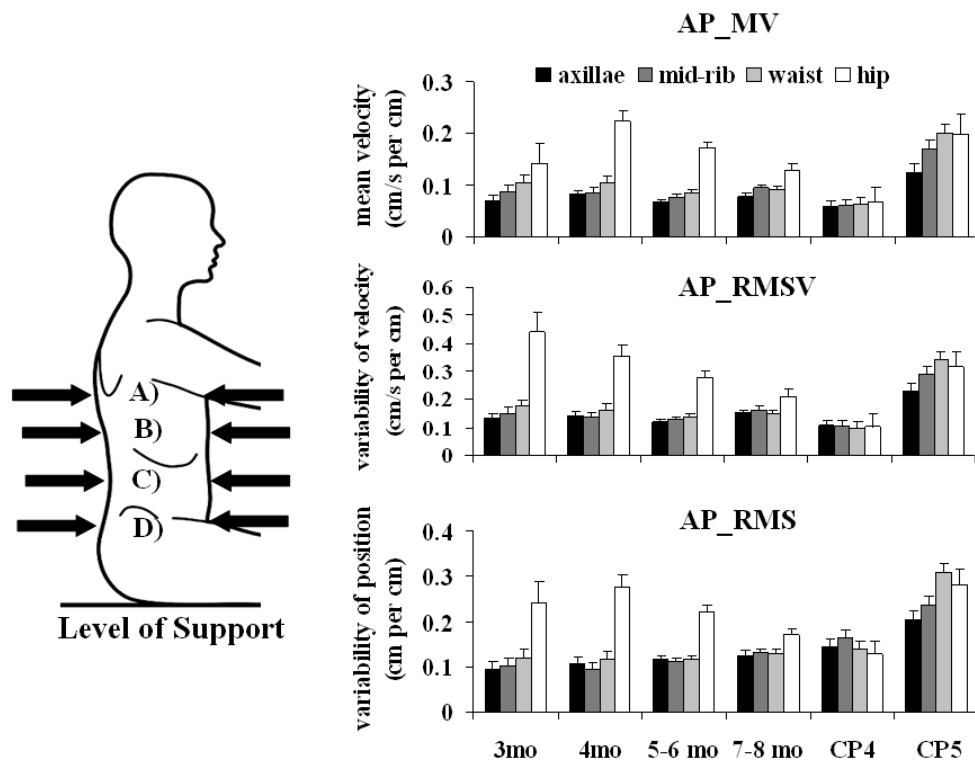 A)
B)
C)
D)
Level of Support
AP_MV
axillae mid-rib waist hip
mean velocity
(cm/s per cm)
0.3
0.2
0.1
0
AP_RMSV
variability of velocity
(cm/s per cm)
0.6
0.5
0.4
0.3
0.2
0.1
0
AP_RMS
variability of position
(cm per cm)
0.4
0.3
0.2
0.1
0
3mo 4mo 5-6 mo 7-8 mo CP4 CP5